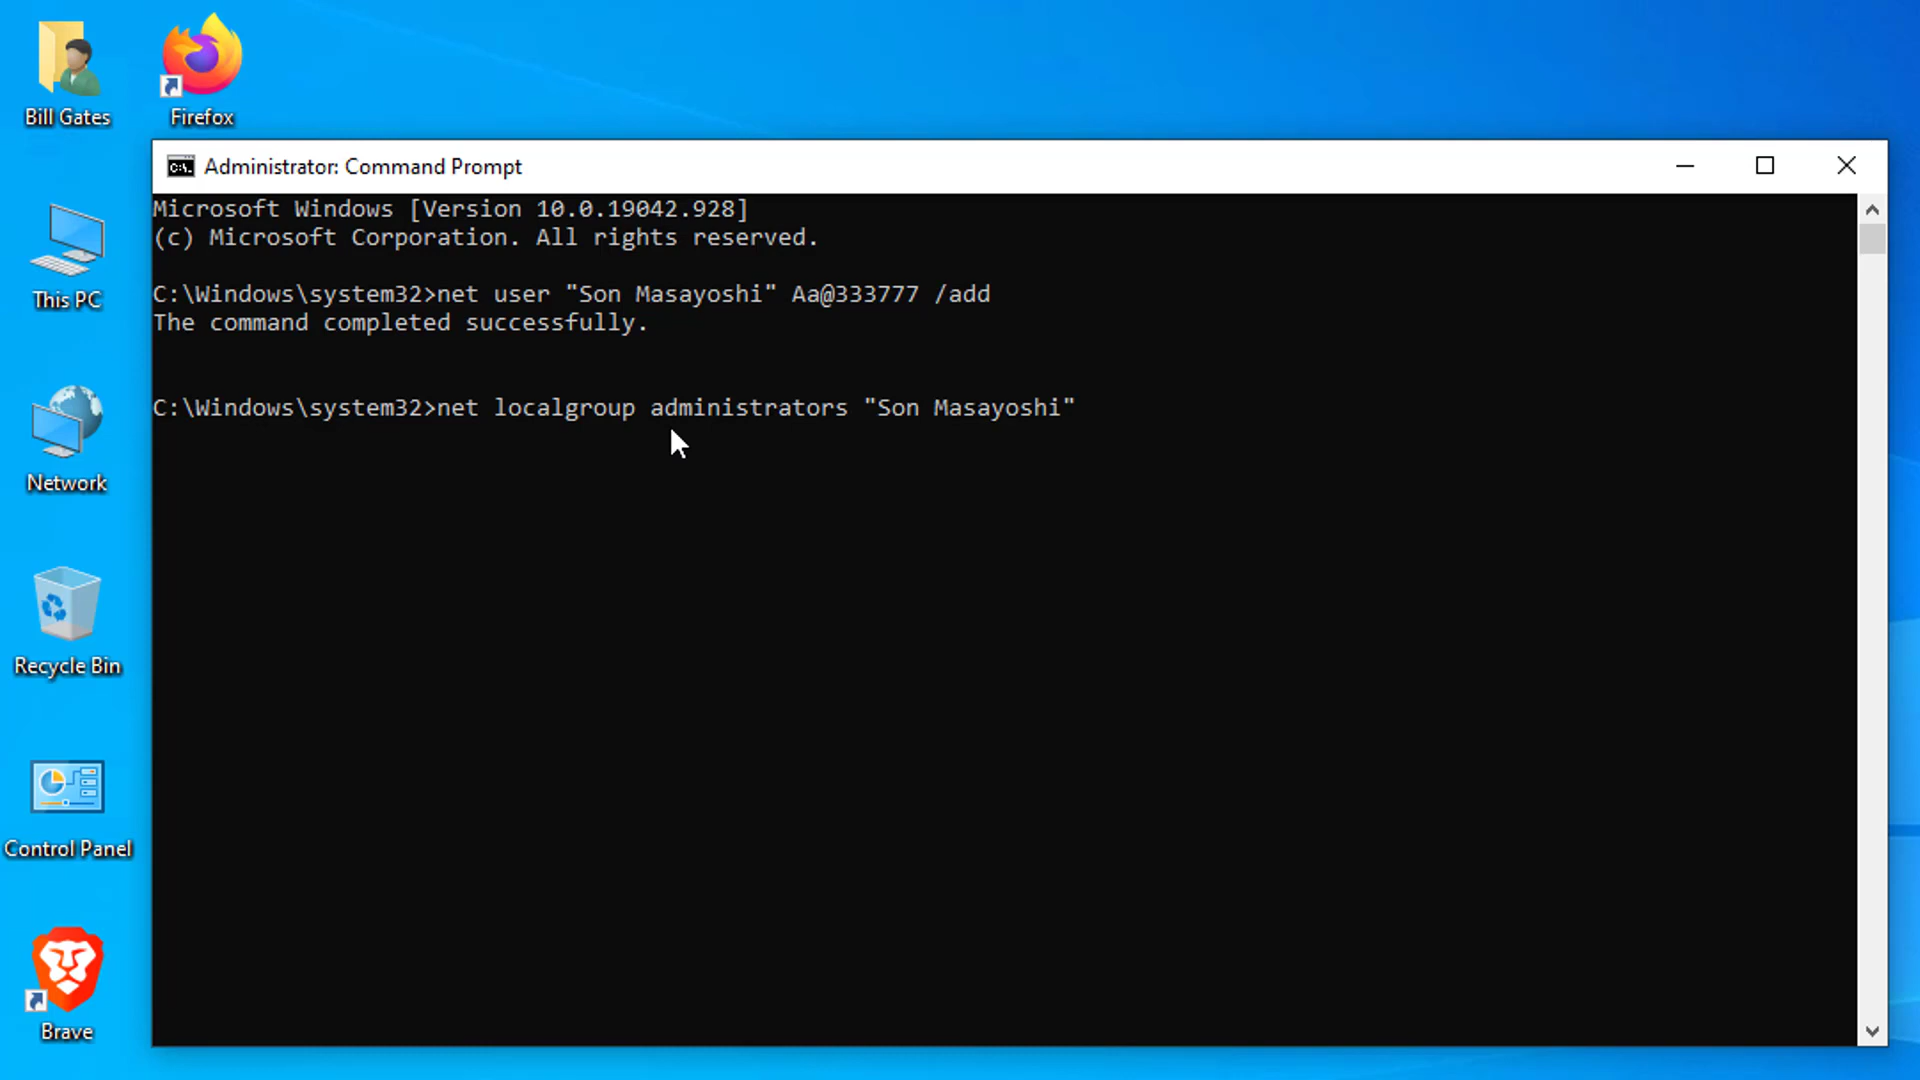 Bill Gates
Firefox
Administrator: Command Prompt
Microsoft Windows [Version 10.0.19042.928]
(c) Microsoft Corporation. All rights reserved.
C:\Windows\system32>net user "Son Masayoshi" Aa@333777 /add
The command completed successfully.
C:\Windows\system32>net localgroup administrators "Son Masayoshi"
This PC
Network
Recycle Bin
Control Panel
Brave